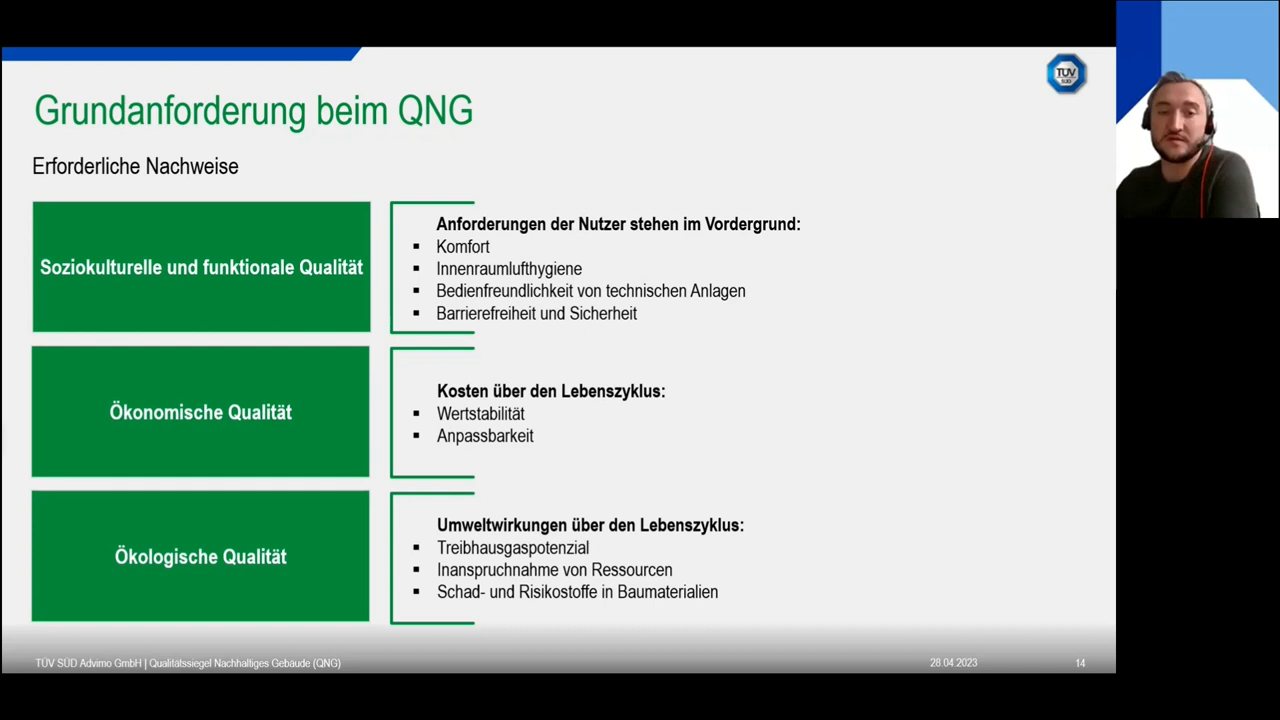 TÜV
SÜD
Grundanforderung beim QNG
Erforderliche Nachweise
Soziokulturelle und funktionale Qualität
Anforderungen der Nutzer stehen im Vordergrund:
▪ Komfort
▪ Innenraumlufthygiene
▪ Bedienfreundlichkeit von technischen Anlagen
▪ Barrierefreiheit und Sicherheit
Ökonomische Qualität
Kosten über den Lebenszyklus:
▪ Wertstabilität
▪ Anpassbarkeit
Ökologische Qualität
Umweltwirkungen über den Lebenszyklus:
▪ Treibhausgaspotenzial
▪ Inanspruchnahme von Ressourcen
▪ Schad- und Risikostoffe in Baumaterialien
TÜV SÜD Advimo GmbH | Qualitätssiegel Nachhaltiges Gebäude (QNG)
28.04.2023
14